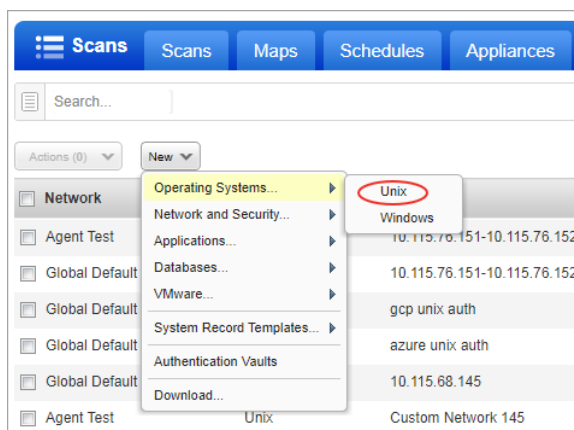 Scans Scans Maps Schedules Appliances
Search...
Actions (0) New
Network
Operating Systems...
Unix
Network and Security...
Windows
Agent Test
Applications...
10.115.76.151-10.115.76.152
Global Default
Databases...
10.115.76.151-10.115.76.152
VMware...
Global Default
gcp unix auth
System Record Templates...
Global Default
azure unix auth
Authentication Vaults
Global Default
10.115.68.145
Download...
Agent Test Unix Custom Network 145